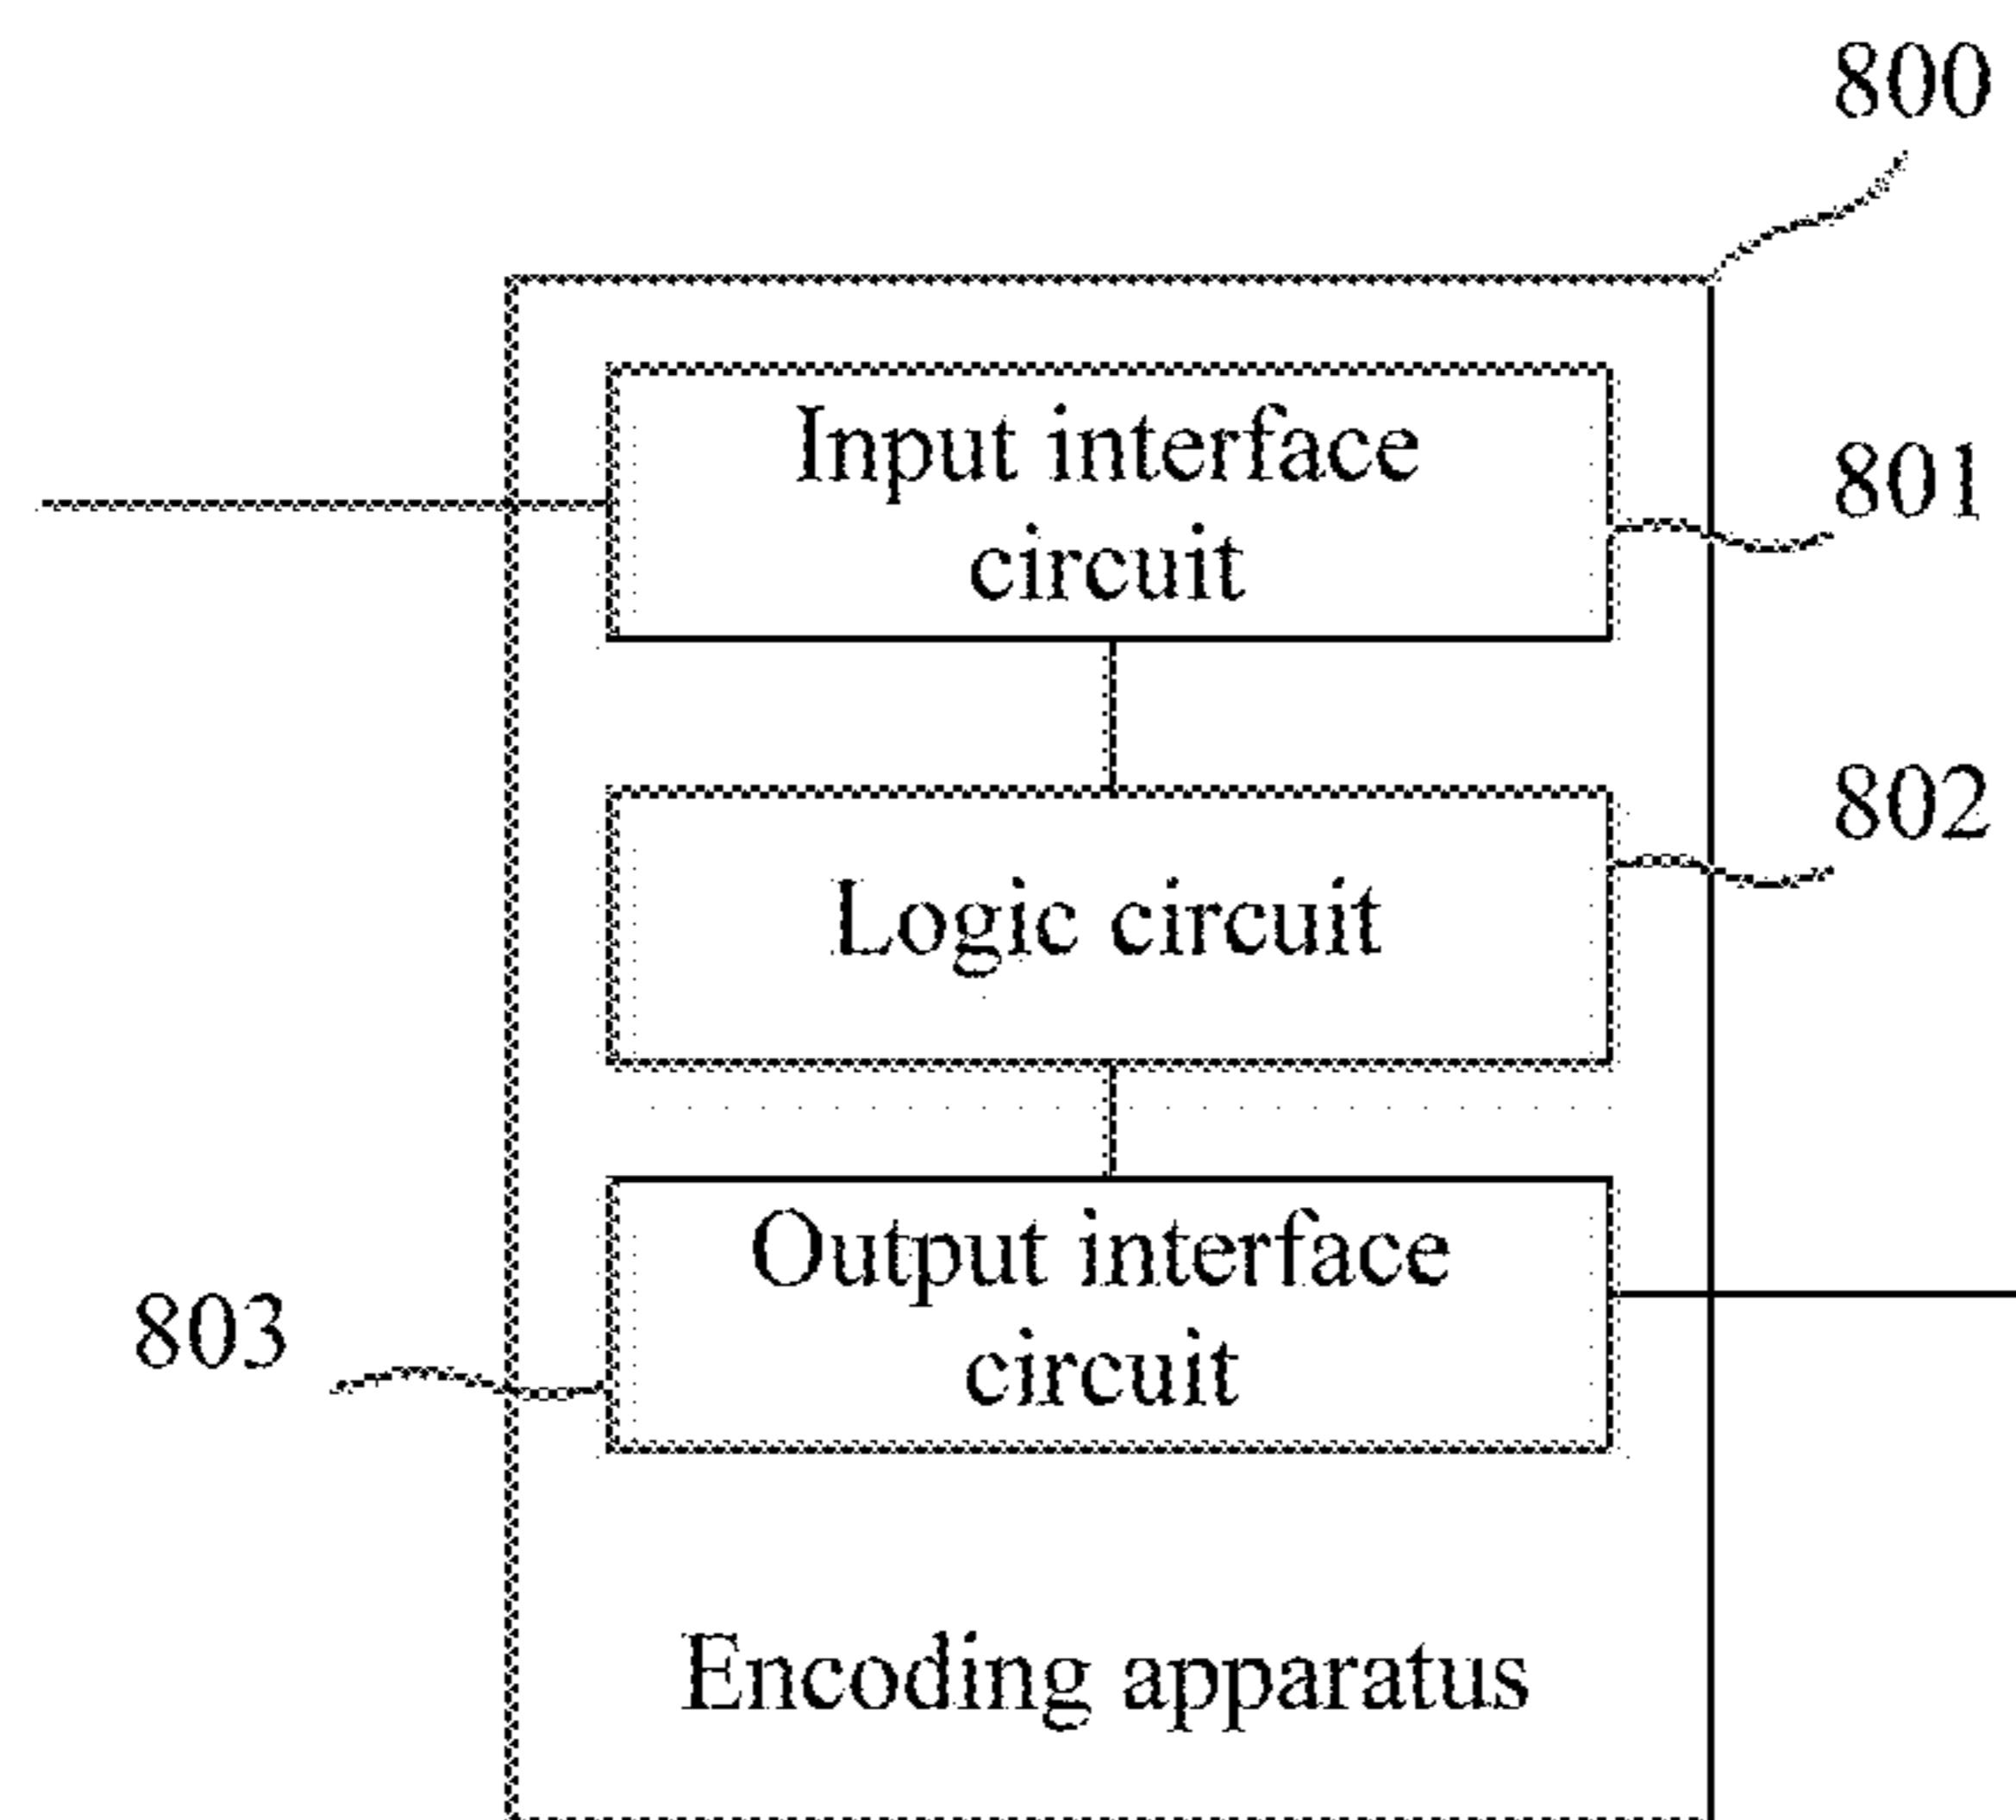 800
Input interface
circuit
801
802
Logic circuit
Output interface
circuit
803
Encoding apparatus